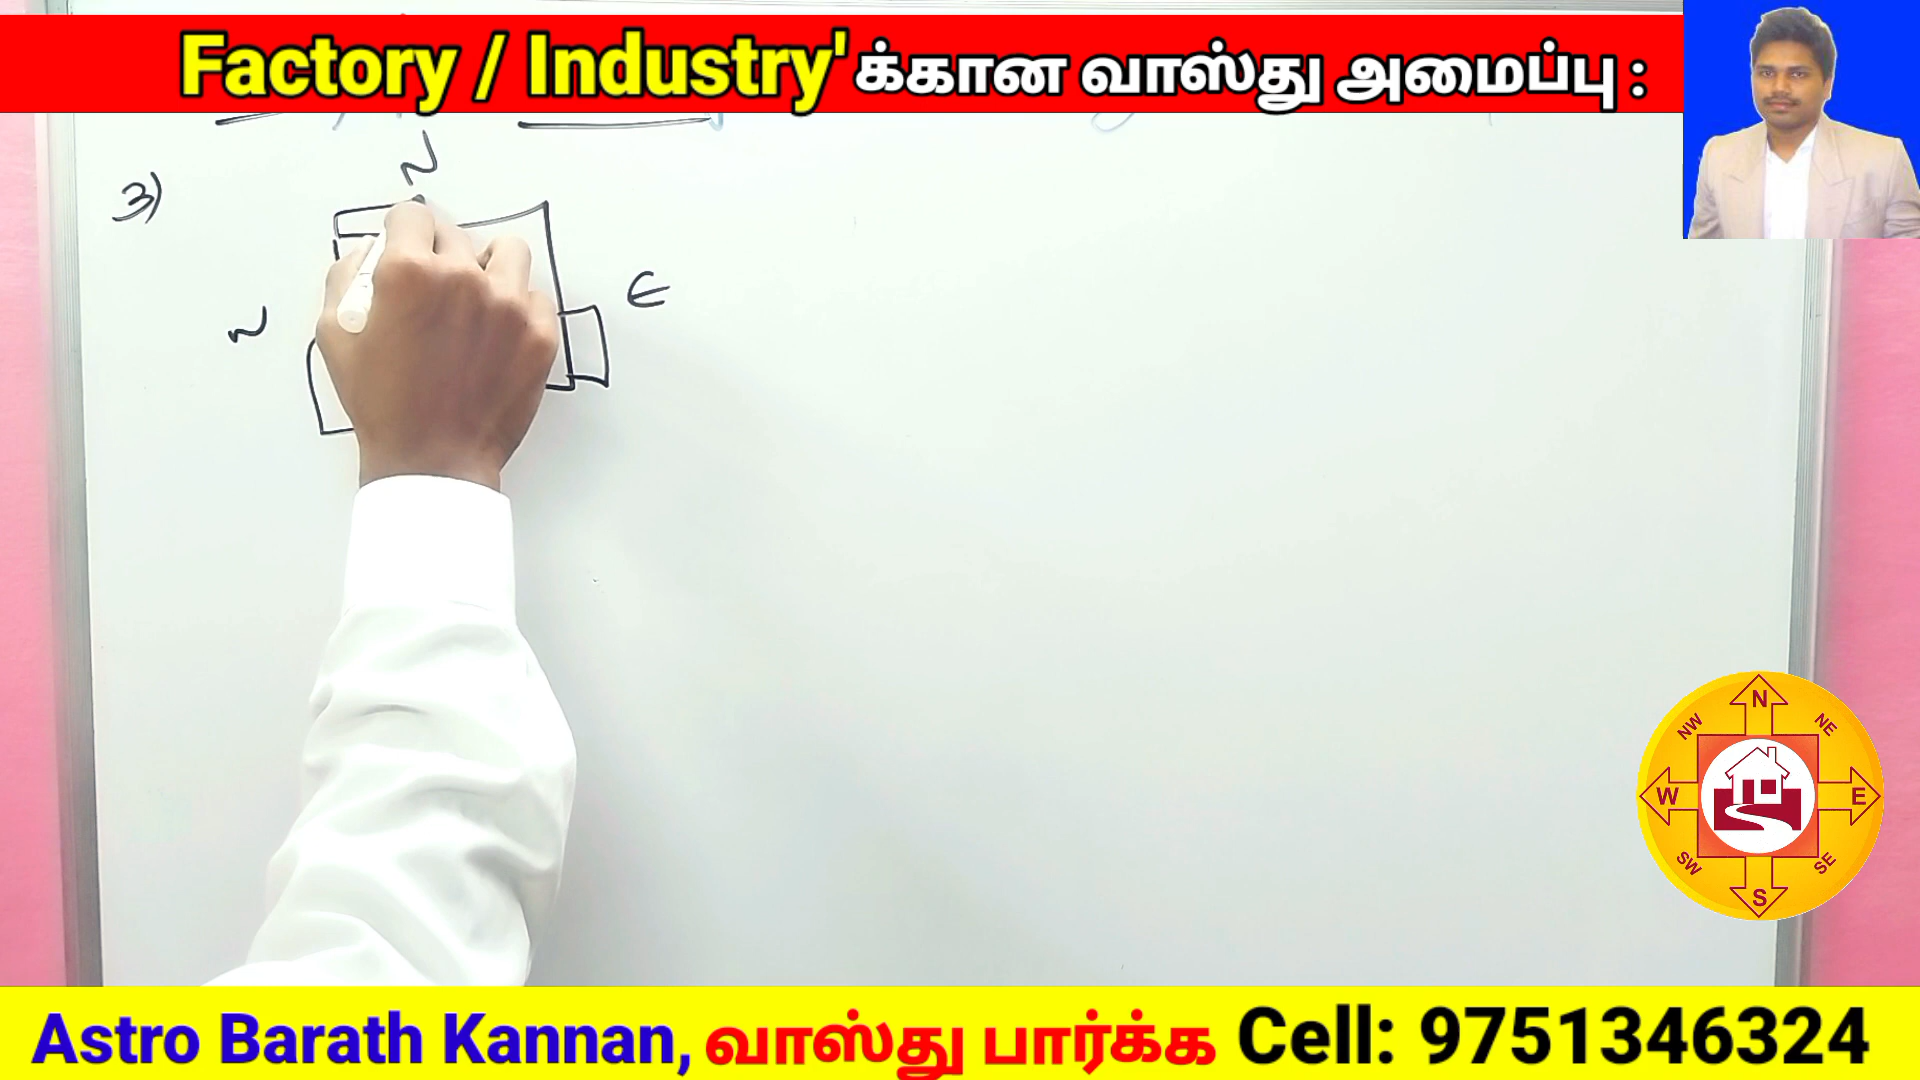 Factory / Industry'க்கான வாஸ்து அமைப்பு :
3)
N
E
N
N
NW
NE
W
E
SW
SE
S
Astro Barath Kannan, வாஸ்து பார்க்க Cell: 9751346324